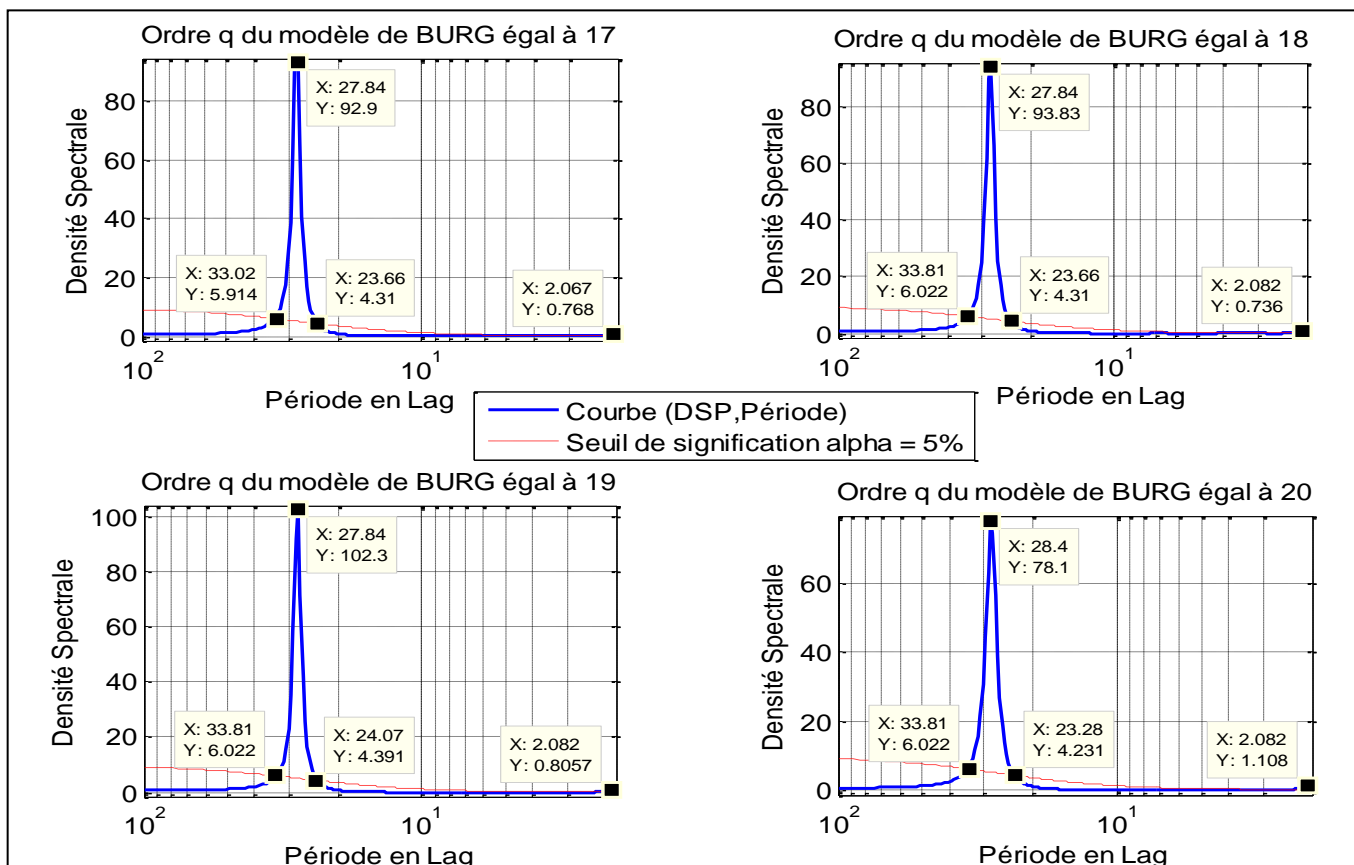 Ordre q du modèle de BURG égal à 17
Densité Spectrale
80
60
40
20
0
X: 27.84
Y: 92.9
X: 33.02
Y: 5.914
X: 23.66
Y: 4.31
X: 2.067
Y: 0.768
10²
10¹
Période en Lag
Ordre q du modèle de BURG égal à 18
Densité Spectrale
80
60
40
20
0
X: 27.84
Y: 93.83
X: 33.81
Y: 6.022
X: 23.66
Y: 4.31
X: 2.082
Y: 0.736
10²
10¹
Période en Lag
Courbe (DSP,Période)
Seuil de signification alpha = 5%
Ordre q du modèle de BURG égal à 19
Densité Spectrale
100
80
60
40
20
0
X: 27.84
Y: 102.3
X: 33.81
Y: 6.022
X: 24.07
Y: 4.391
X: 2.082
Y: 0.8057
10²
10¹
Période en Lag
Ordre q du modèle de BURG égal à 20
Densité Spectrale
60
40
20
0
X: 28.4
Y: 78.1
X: 33.81
Y: 6.022
X: 23.28
Y: 4.231
X: 2.082
Y: 1.108
10²
10¹
Période en Lag